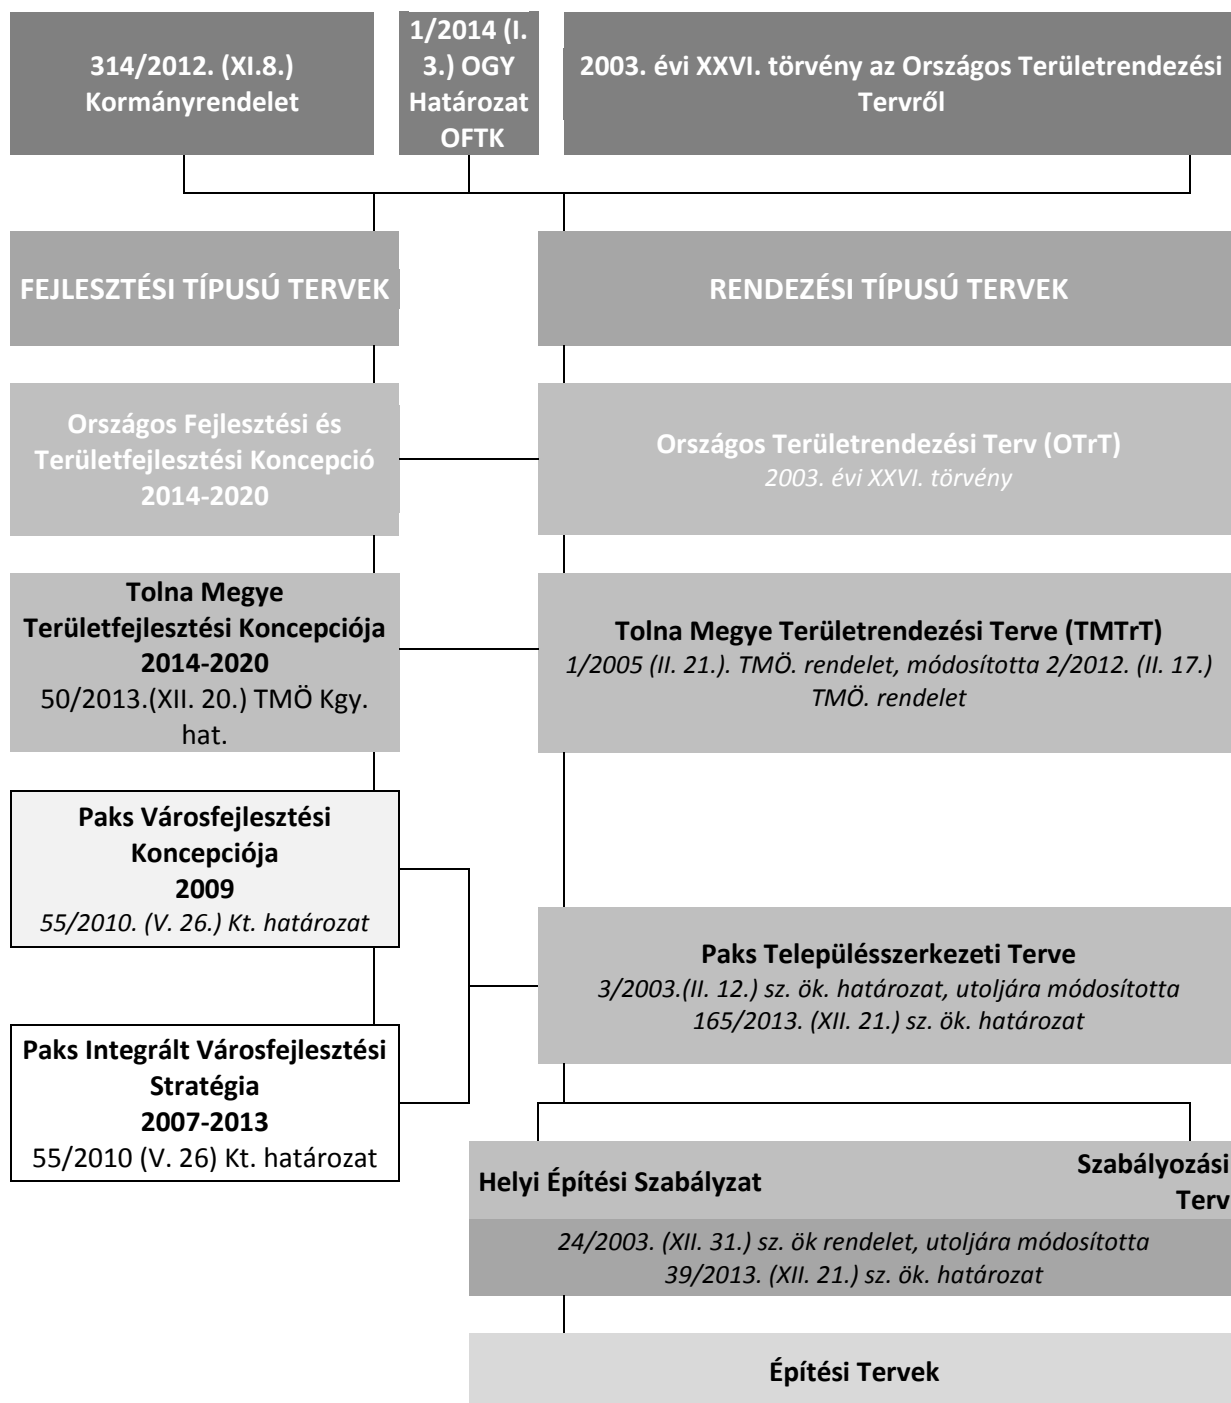 314/2012. (XI.8.)
Kormányrendelet
1/2014 (I.
3.) OGY
Határozat
OFTK
2003. évi XXVI. törvény az Országos Területrendezési
Tervről
FEJLESZTÉSI TÍPUSÚ TERVEK
RENDEZÉSI TÍPUSÚ TERVEK
Országos Fejlesztési és
Területfejlesztési Koncepció
2014-2020
Országos Területrendezési Terv (OTrT)
2003. évi XXVI. törvény
Tolna Megye
Területfejlesztési Koncepciója
2014-2020
50/2013.(XII. 20.) TMÖ Kgy.
hat.
Tolna Megye Területrendezési Terve (TMTrT)
1/2005 (II. 21.). TMÖ. rendelet, módosította 2/2012. (II. 17.)
TMÖ. rendelet
Paks Városfejlesztési
Koncepciója
2009
55/2010. (V. 26.) Kt. határozat
Paks Településszerkezeti Terve
3/2003.(II. 12.) sz. ök. határozat, utoljára módosította
165/2013. (XII. 21.) sz. ök. határozat
Paks Integrált Városfejlesztési
Stratégia
2007-2013
55/2010 (V. 26) Kt. határozat
Helyi Építési Szabályzat
Szabályozási
Terv
24/2003. (XII. 31.) sz. ök rendelet, utoljára módosította
39/2013. (XII. 21.) sz. ök. határozat
Építési Tervek